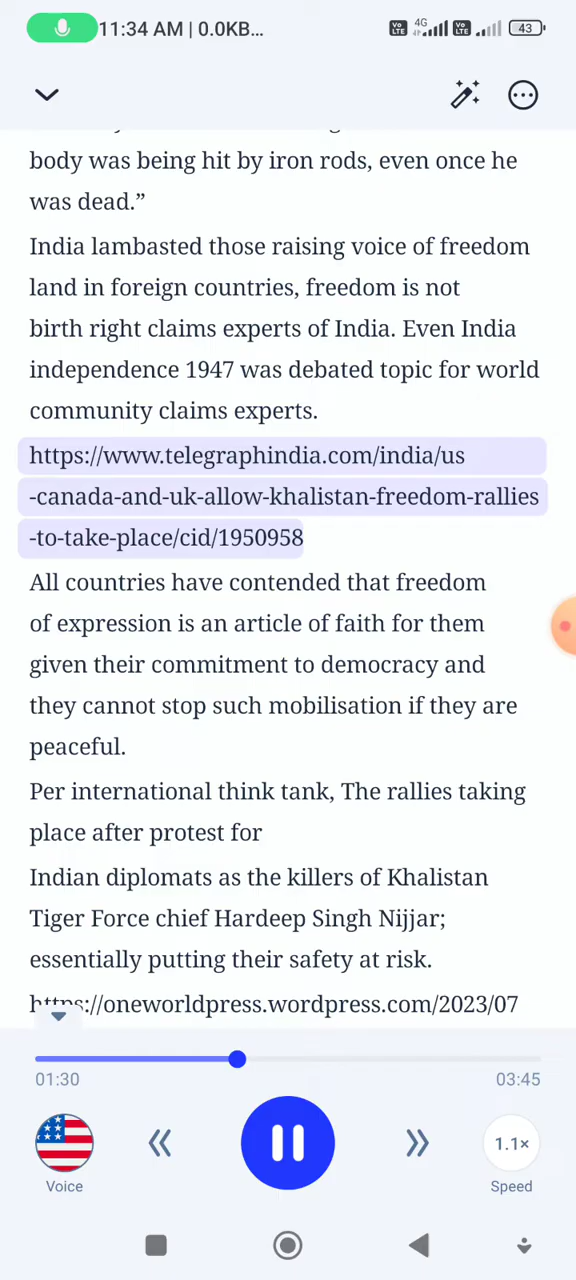 11:34 AM | 0.0KB...
4G
43
body was being hit by iron rods, even once he
was dead.”
India lambasted those raising voice of freedom
land in foreign countries, freedom is not
birth right claims experts of India. Even India
independence 1947 was debated topic for world
community claims experts.
https://www.telegraphindia.com/india/us
-canada-and-uk-allow-khalistan-freedom-rallies
-to-take-place/cid/1950958
All countries have contended that freedom
of expression is an article of faith for them
given their commitment to democracy and
they cannot stop such mobilisation if they are
peaceful.
Per international think tank, The rallies taking
place after protest for
Indian diplomats as the killers of Khalistan
Tiger Force chief Hardeep Singh Nijjar;
essentially putting their safety at risk.
https://oneworldpress.wordpress.com/2023/07
01:30
03:45
1.1×
Voice
Speed